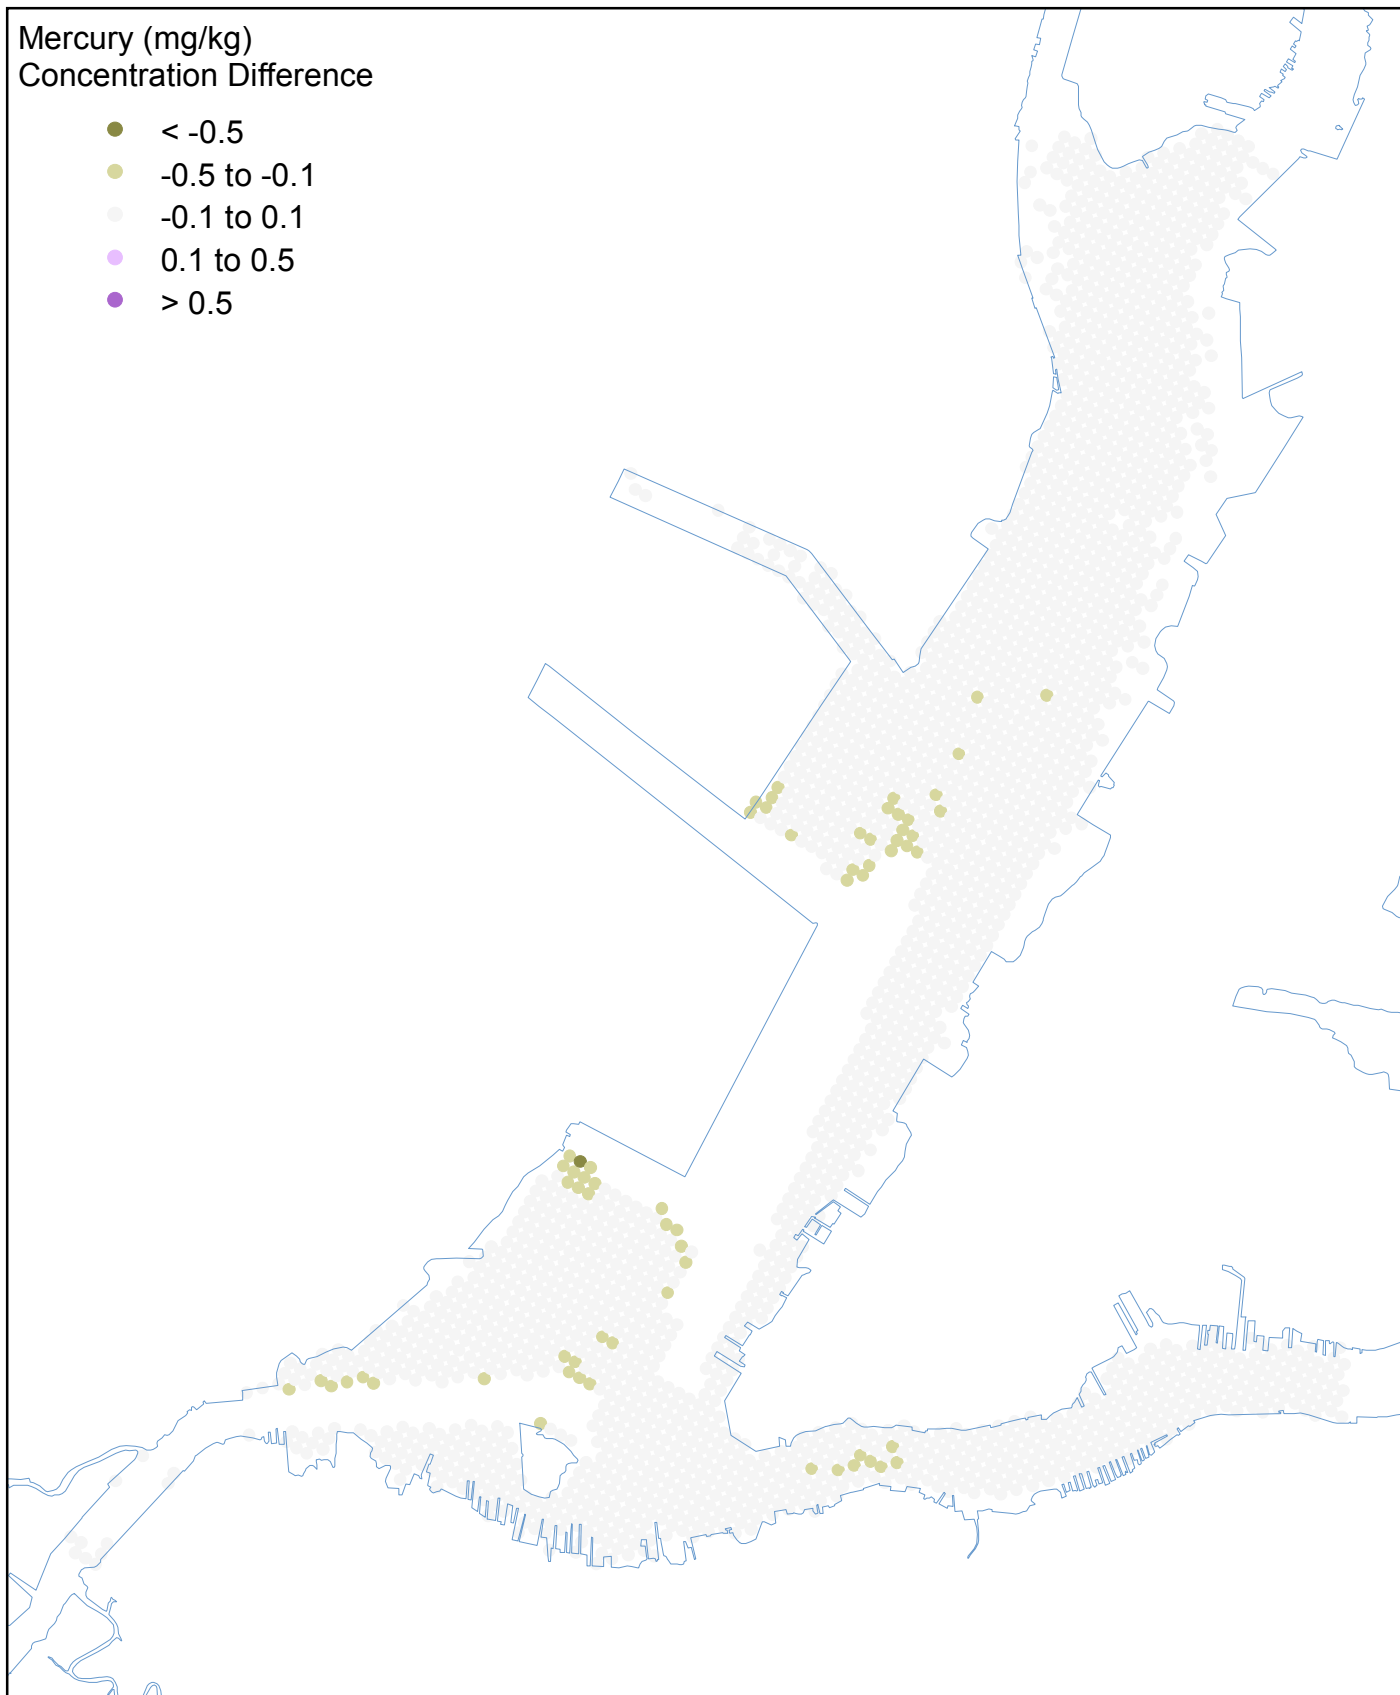 Mercury (mg/kg)
Concentration Difference
< -0.5
-0.5 to -0.1
-0.1 to 0.1
0.1 to 0.5
> 0.5